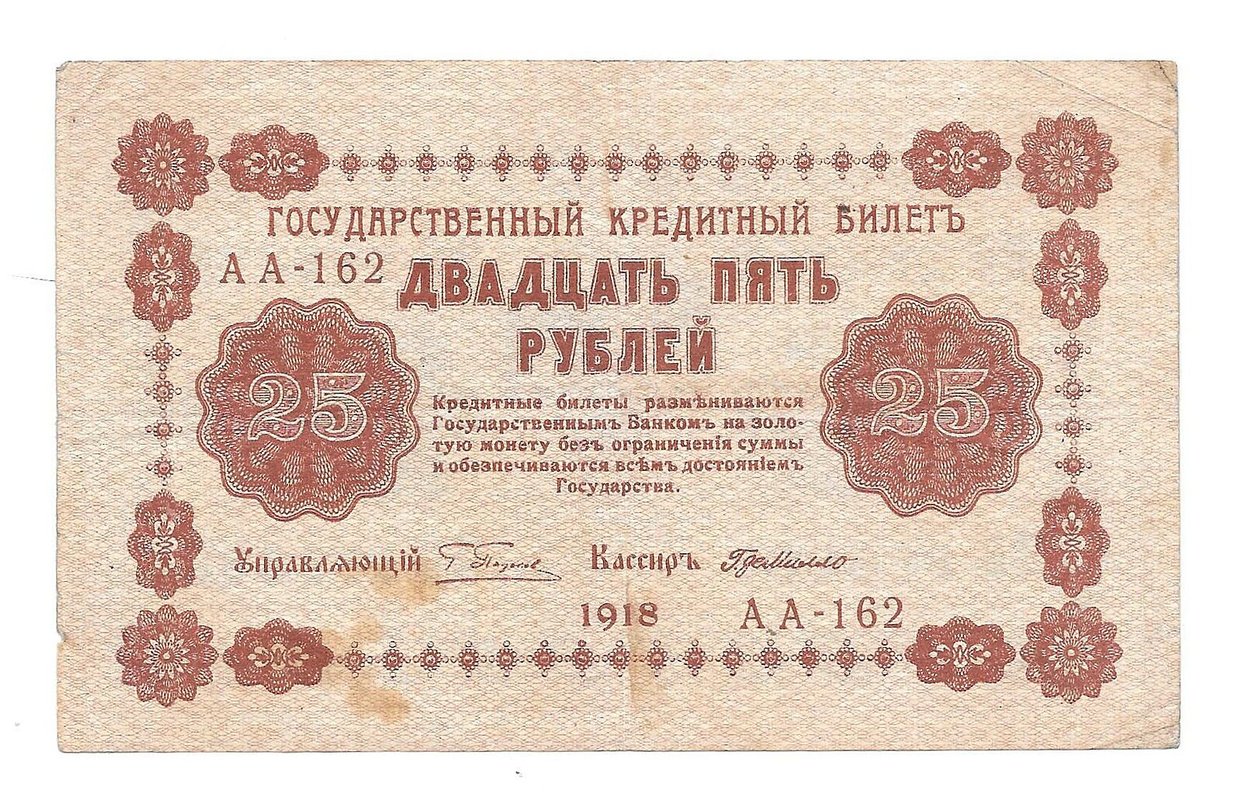 ГОСУДАРСТВЕННЫЙ КРЕДИТНЫЙ БИЛЕТЪ
АА-162
ДВАДЦАТЬ ПЯТЬ
РУБЛЕЙ
25
25
Кредитные билеты размѣниваются
Государственнымъ Банкомъ на золо-
тую монету безъ ограниченія суммы
и обезпечиваются всѣмъ достояніемъ
Государства.
Управляющій
Кассиръ ГдеМилло
1918 АА-162